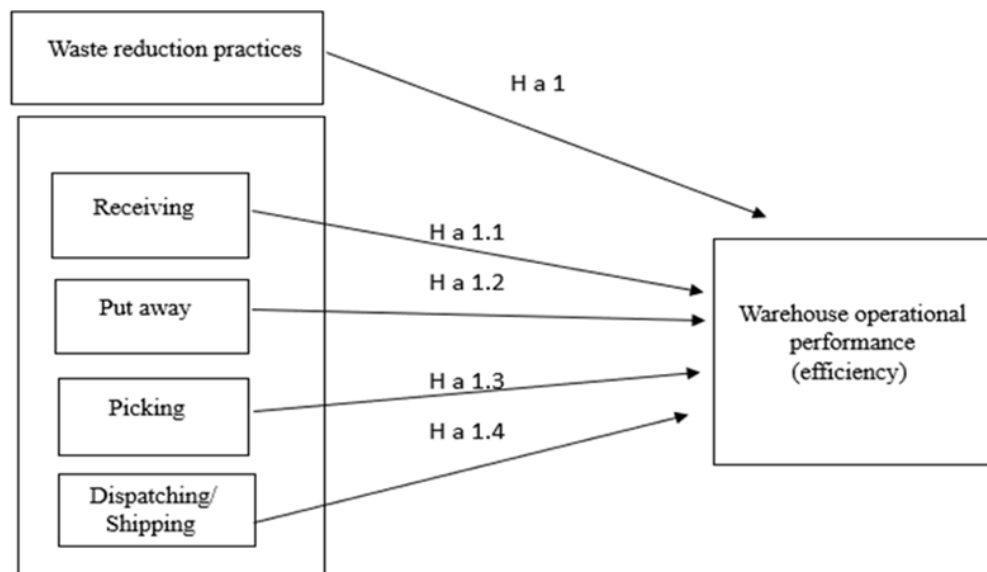 Waste reduction practices
H a 1
Receiving
H a 1.1
Put away
H a 1.2
Warehouse operational
performance
(efficiency)
Picking
H a 1.3
Dispatching/
Shipping
H a 1.4